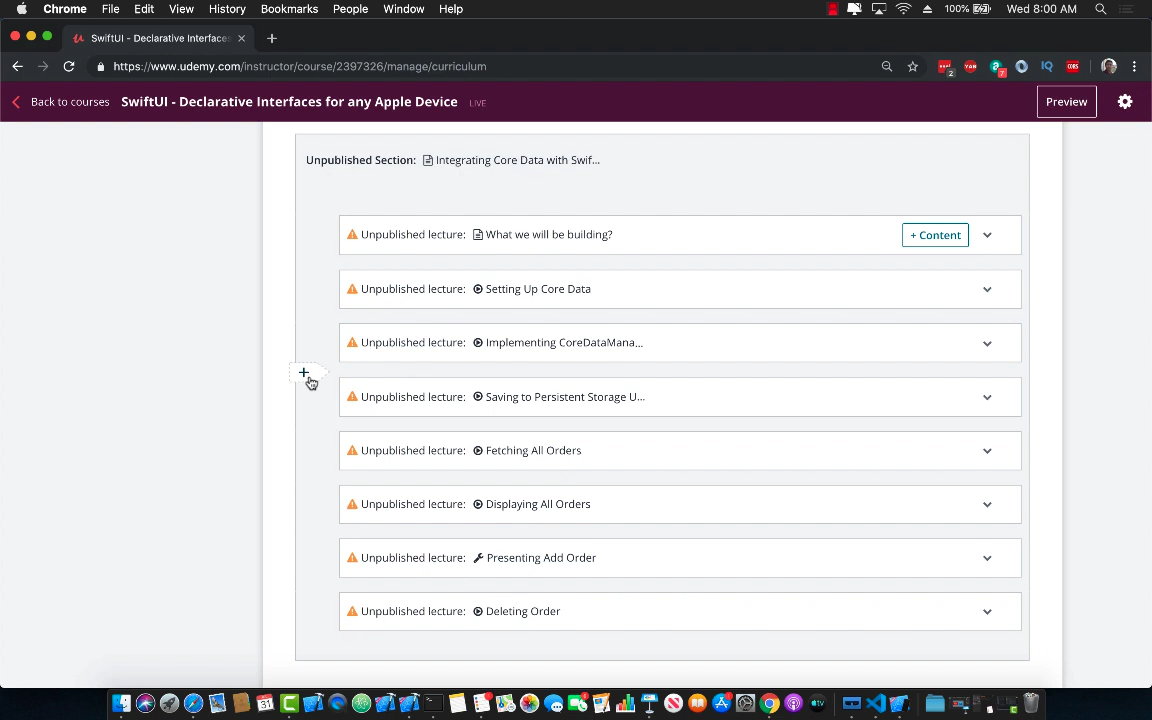 Chrome File Edit View History Bookmarks People Window Help 100% Wed 8:00 AM
SwiftUI - Declarative Interfaces
https://www.udemy.com/instructor/course/2397326/manage/curriculum
Back to courses SwiftUI - Declarative Interfaces for any Apple Device LIVE Preview
Unpublished Section: Integrating Core Data with Swif...
Unpublished lecture: What we will be building? + Content
Unpublished lecture: Setting Up Core Data
Unpublished lecture: Implementing CoreDataMana...
Unpublished lecture: Saving to Persistent Storage U...
Unpublished lecture: Fetching All Orders
Unpublished lecture: Displaying All Orders
Unpublished lecture: Presenting Add Order
Unpublished lecture: Deleting Order